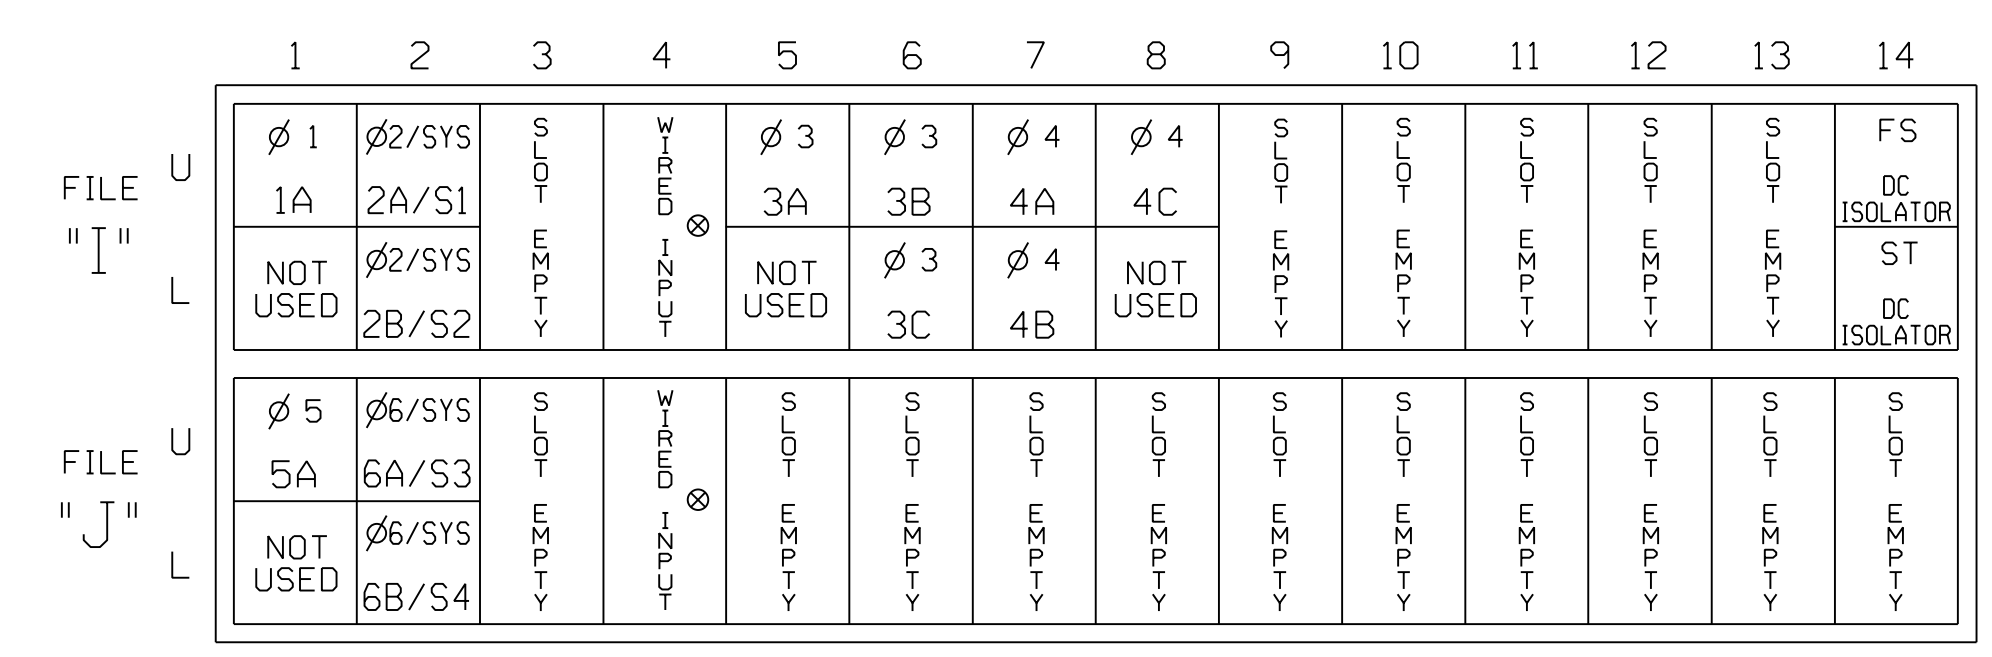 1 2 3 4 5 6 7 8 9 10 11 12 13 14
FILE
"I"
U
L
Ø 1
1A
NOT
USED
Ø2/SYS
2A/S1
Ø2/SYS
2B/S2
SLOT EMPTY
WIRED INPUT
Ø 3
3A
NOT
USED
Ø 3
3B
Ø 3
3C
Ø 4
4A
Ø 4
4B
Ø 4
4C
NOT
USED
SLOT EMPTY
SLOT EMPTY
SLOT EMPTY
SLOT EMPTY
SLOT EMPTY
FS
DC
ISOLATOR
ST
DC
ISOLATOR
FILE
"J"
U
L
Ø 5
5A
NOT
USED
Ø6/SYS
6A/S3
Ø6/SYS
6B/S4
SLOT EMPTY
WIRED INPUT
SLOT EMPTY
SLOT EMPTY
SLOT EMPTY
SLOT EMPTY
SLOT EMPTY
SLOT EMPTY
SLOT EMPTY
SLOT EMPTY
SLOT EMPTY
SLOT EMPTY